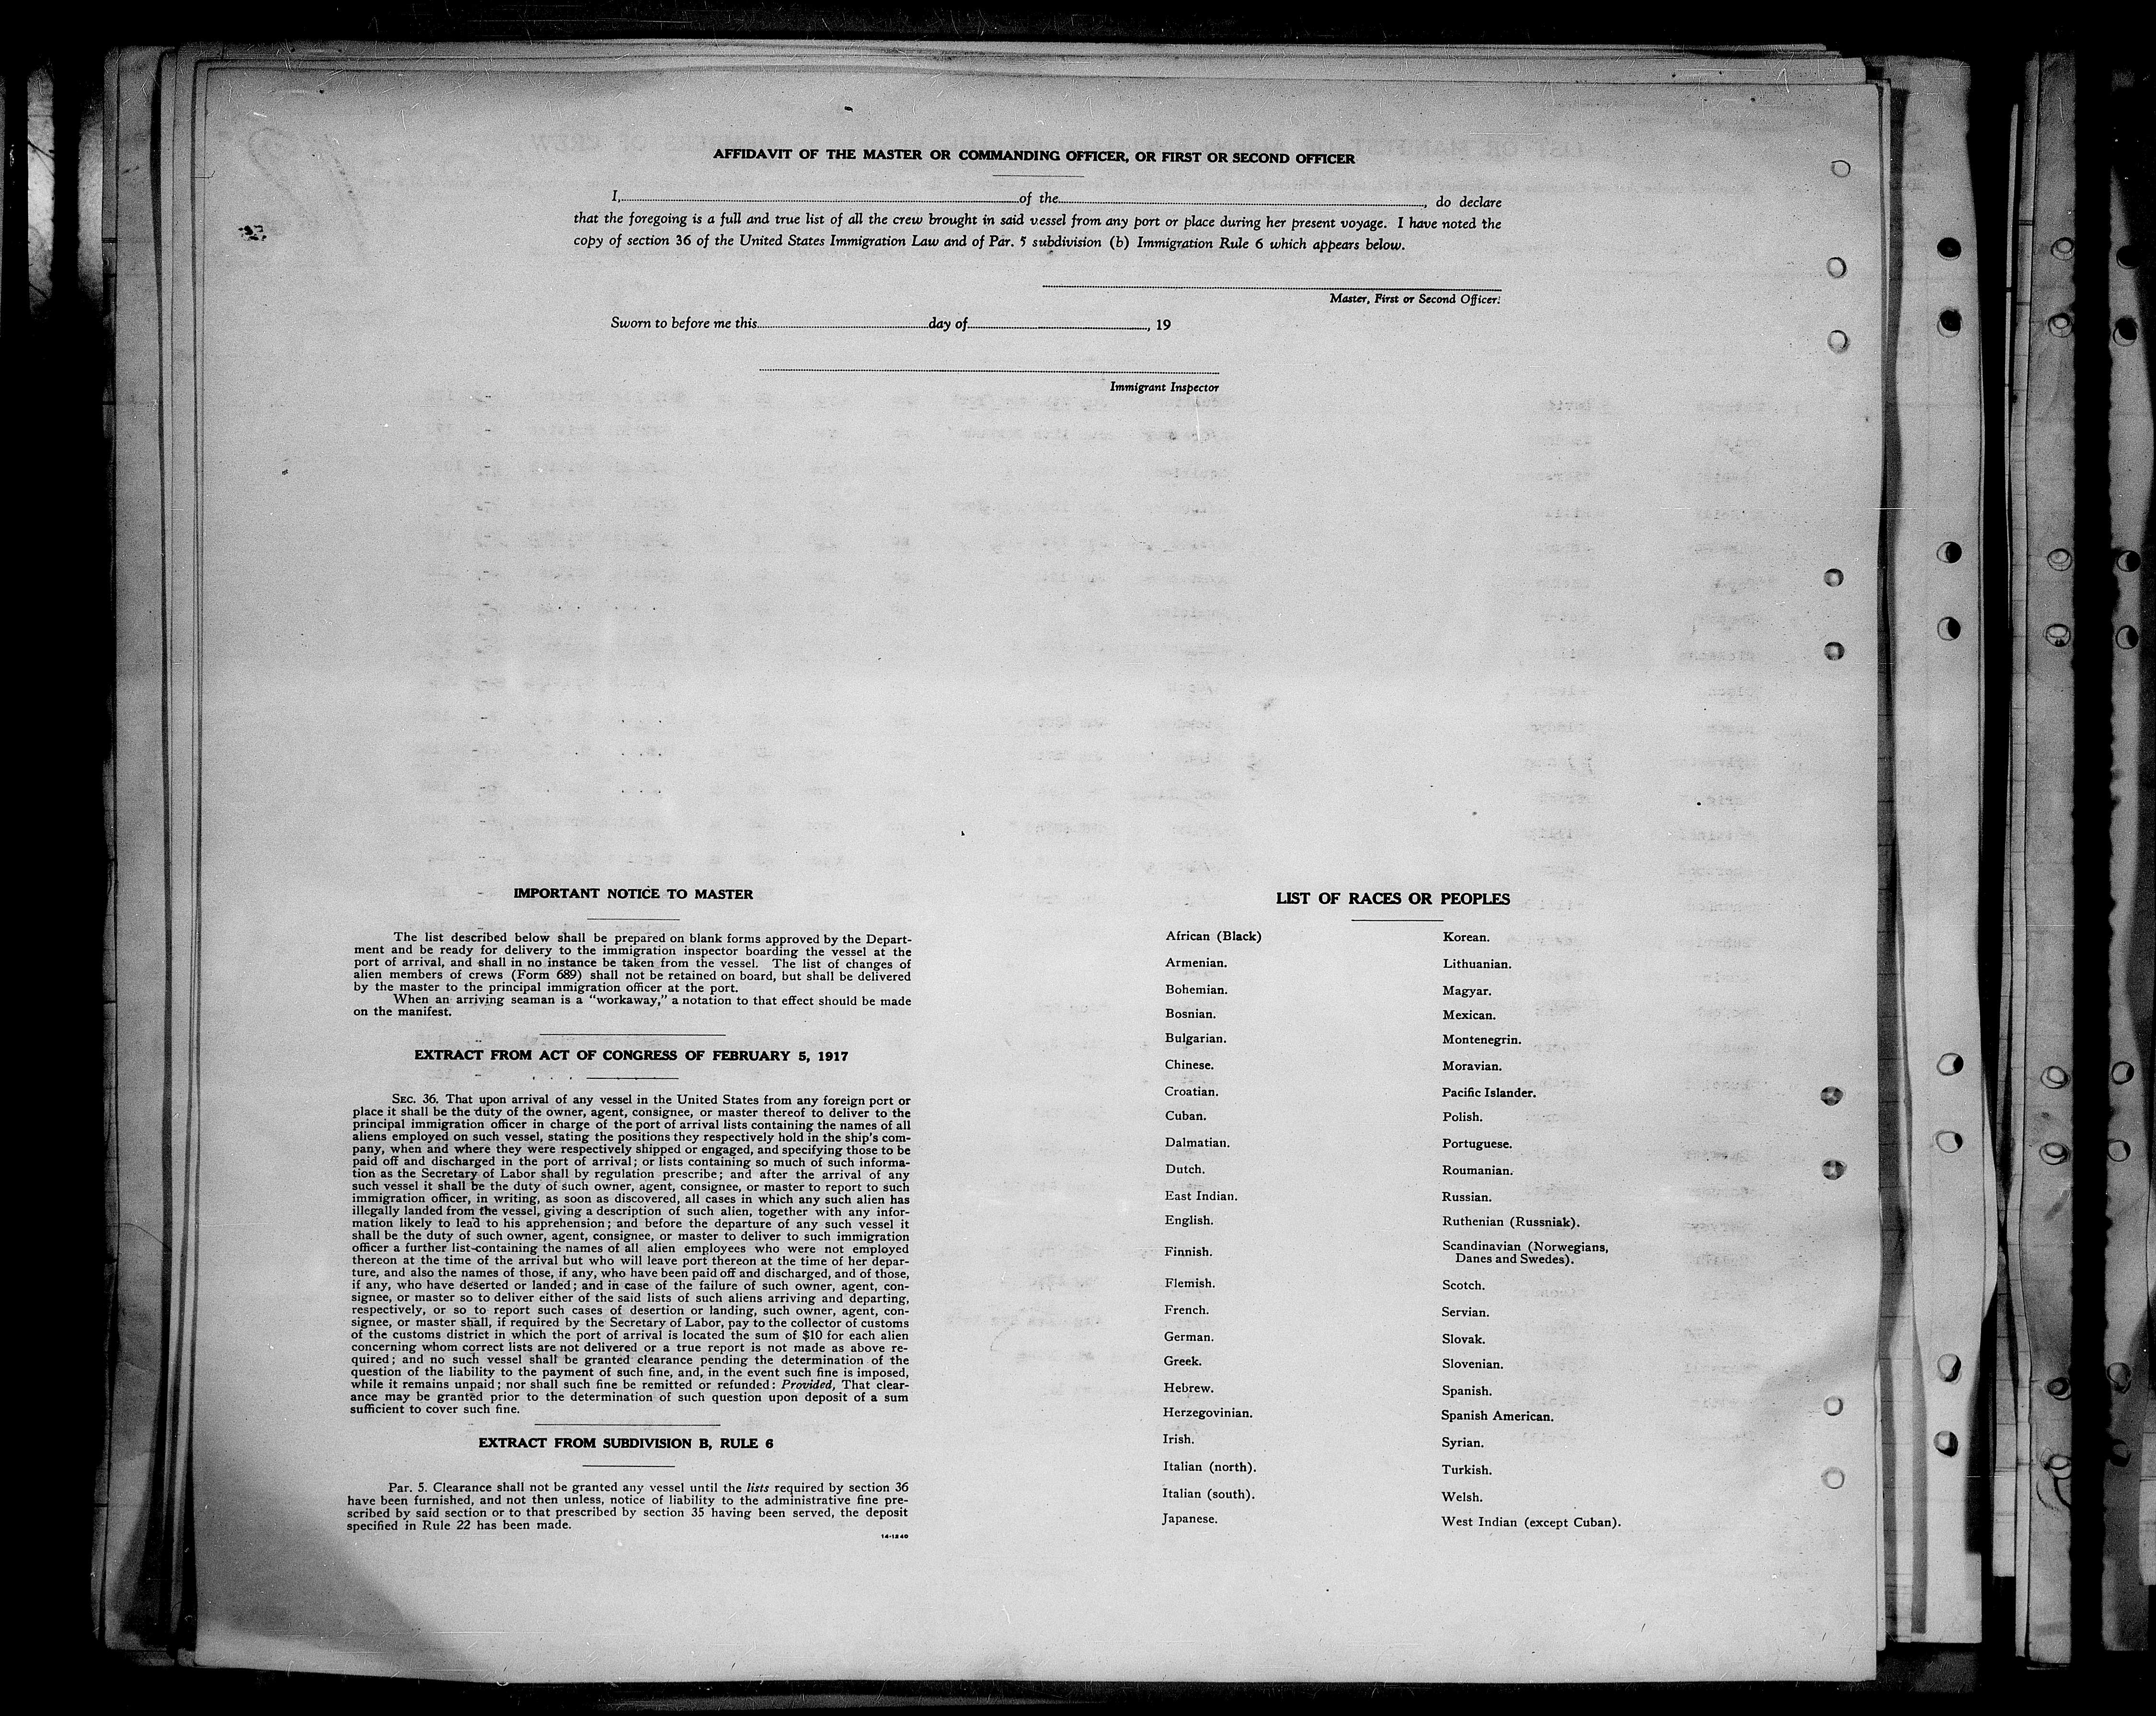 AFFIDAVIT OF THE MASTER OR COMMANDING OFFICER, OR FIRST OR SECOND OFFICER
I, of the , do declare
that the foregoing is a full and true list of all the crew brought in said vessel from any port or place during her present voyage. I have noted the
copy of section 36 of the United States Immigration Law and of Par. 5 subdivision (b) Immigration Rule 6 which appears below.
Master, First or Second Officer.
Sworn to before me this day of , 19
Immigrant Inspector
IMPORTANT NOTICE TO MASTER
The list described below shall be prepared on blank forms approved by the Depart-
ment and be ready for delivery to the immigration inspector boarding the vessel at the
port of arrival, and shall in no instance be taken from the vessel. The list of changes of
alien members of crews (Form 689) shall not be retained on board, but shall be delivered
by the master to the principal immigration officer at the port.
When an arriving seaman is a "workaway," a notation to that effect should be made
on the manifest.
EXTRACT FROM ACT OF CONGRESS OF FEBRUARY 5, 1917
SEC. 36. That upon arrival of any vessel in the United States from any foreign port or
place it shall be the duty of the owner, agent, consignee, or master thereof to deliver to the
principal immigration officer in charge of the port of arrival lists containing the names of all
aliens employed on such vessel, stating the positions they respectively hold in the ship's com-
pany, when and where they were respectively shipped or engaged, and specifying those to be
paid off and discharged in the port of arrival; or lists containing so much of such informa-
tion as the Secretary of Labor shall by regulation prescribe; and after the arrival of any
such vessel it shall be the duty of such owner, agent, consignee, or master to report to such
immigration officer, in writing, as soon as discovered, all cases in which any such alien has
illegally landed from the vessel, giving a description of such alien, together with any infor-
mation likely to lead to his apprehension; and before the departure of any such vessel it
shall be the duty of such owner, agent, consignee, or master to deliver to such immigration
officer a further list containing the names of all alien employees who were not employed
thereon at the time of the arrival but who will leave port thereon at the time of her depar-
ture, and also the names of those, if any, who have been paid off and discharged, and of those,
if any, who have deserted or landed; and in case of the failure of such owner, agent, con-
signee, or master so to deliver either of the said lists of such aliens arriving and departing,
respectively, or so to report such cases of desertion or landing, such owner, agent, con-
signee, or master shall, if required by the Secretary of Labor, pay to the collector of customs
of the customs district in which the port of arrival is located the sum of $10 for each alien
concerning whom correct lists are not delivered or a true report is not made as above re-
quired; and no such vessel shall be granted clearance pending the determination of the
question of the liability to the payment of such fine, and, in the event such fine is imposed,
while it remains unpaid; nor shall such fine be remitted or refunded: Provided, That clear-
ance may be granted prior to the determination of such question upon deposit of a sum
sufficient to cover such fine.
EXTRACT FROM SUBDIVISION B, RULE 6
Par. 5. Clearance shall not be granted any vessel until the lists required by section 36
have been furnished, and not then unless, notice of liability to the administrative fine pre-
scribed by said section or to that prescribed by section 35 having been served, the deposit
specified in Rule 22 has been made.
14-1240
LIST OF RACES OR PEOPLES
African (Black)
Armenian.
Bohemian.
Bosnian.
Bulgarian.
Chinese.
Croatian.
Cuban.
Dalmatian.
Dutch.
East Indian.
English.
Finnish.
Flemish.
French.
German.
Greek.
Hebrew.
Herzegovinian.
Irish.
Italian (north).
Italian (south).
Japanese.
Korean.
Lithuanian.
Magyar.
Mexican.
Montenegrin.
Moravian.
Pacific Islander.
Polish.
Portuguese.
Roumanian.
Russian.
Ruthenian (Russniak).
Scandinavian (Norwegians,
Danes and Swedes).
Scotch.
Servian.
Slovak.
Slovenian.
Spanish.
Spanish American.
Syrian.
Turkish.
Welsh.
West Indian (except Cuban).